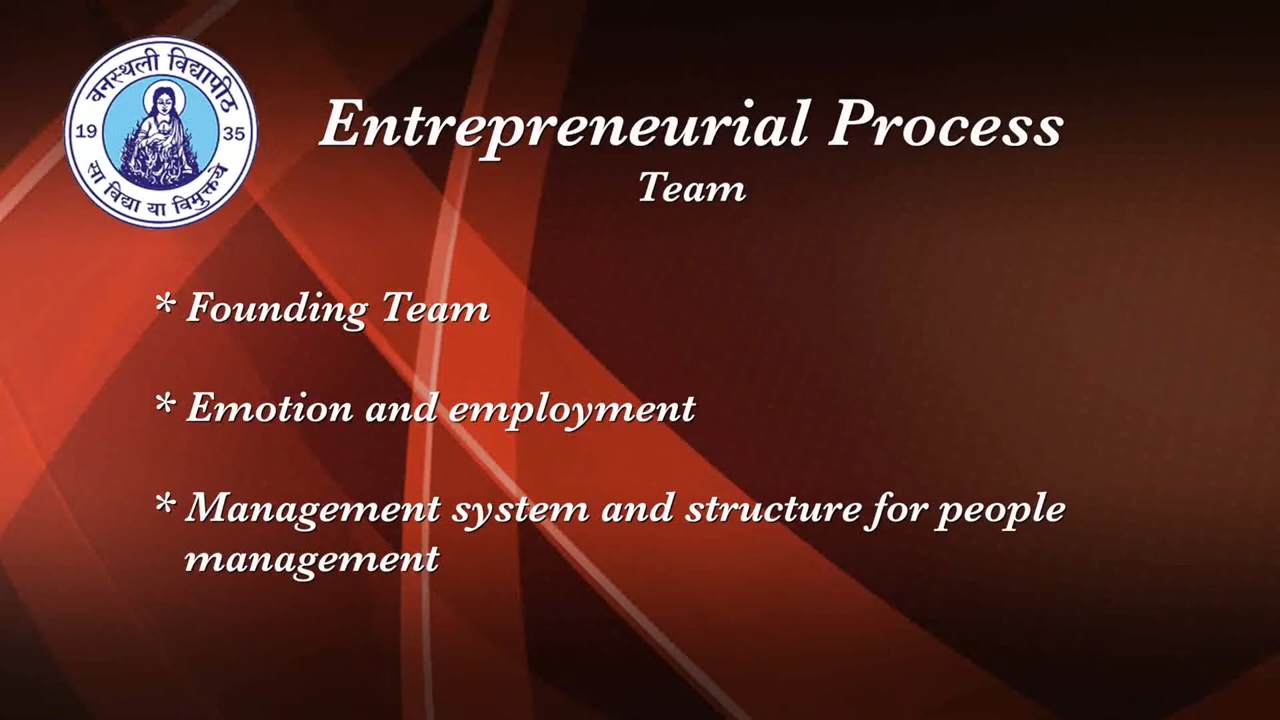 वनस्थली विद्यापीठ
19 35
सा विद्या या विमुक्तये
Entrepreneurial Process
Team
* Founding Team
* Emotion and employment
* Management system and structure for people
management